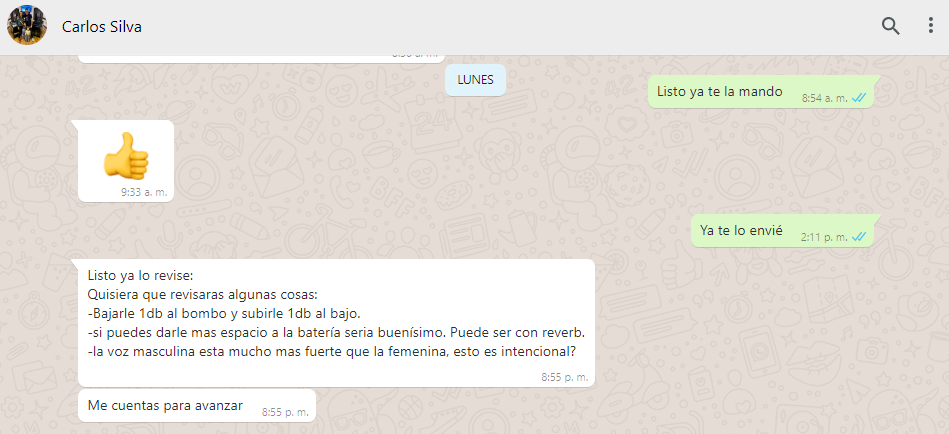 Carlos Silva
LUNES
Listo ya te la mando
8:54 a. m.
9:33 a. m.
Ya te lo envié
2:11 p. m.
Listo ya lo revise:
Quisiera que revisaras algunas cosas:
-Bajarle 1db al bombo y subirle 1db al bajo.
-si puedes darle mas espacio a la batería seria buenísimo. Puede ser con reverb.
-la voz masculina esta mucho mas fuerte que la femenina, esto es intencional?
8:55 p. m.
Me cuentas para avanzar
8:55 p. m.